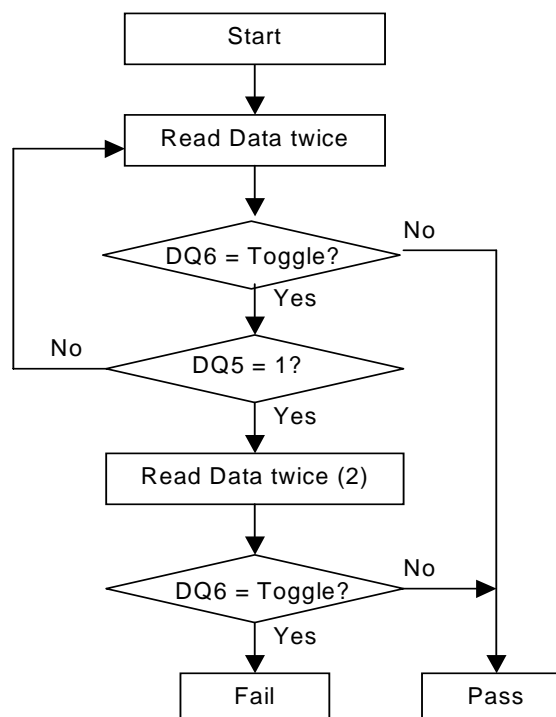 Start
Read Data twice
DQ6 = Toggle?
No
Yes
No
DQ5 = 1?
Yes
Read Data twice (2)
DQ6 = Toggle?
No
Yes
Fail
Pass